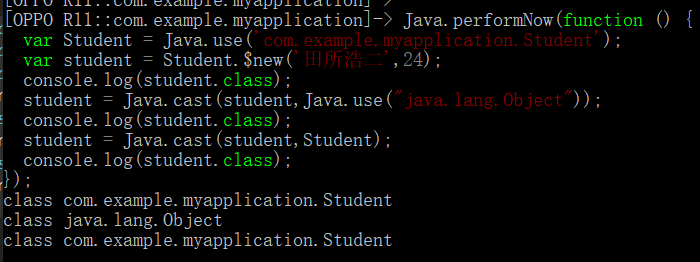 [OPPO R11::com.example.myapplication]->
[OPPO R11::com.example.myapplication]-> Java.performNow(function () {
  var Student = Java.use('com.example.myapplication.Student');
  var student = Student.$new('田所浩二',24);
  console.log(student.class);
  student = Java.cast(student,Java.use("java.lang.Object"));
  console.log(student.class);
  student = Java.cast(student,Student);
  console.log(student.class);
});
class com.example.myapplication.Student
class java.lang.Object
class com.example.myapplication.Student